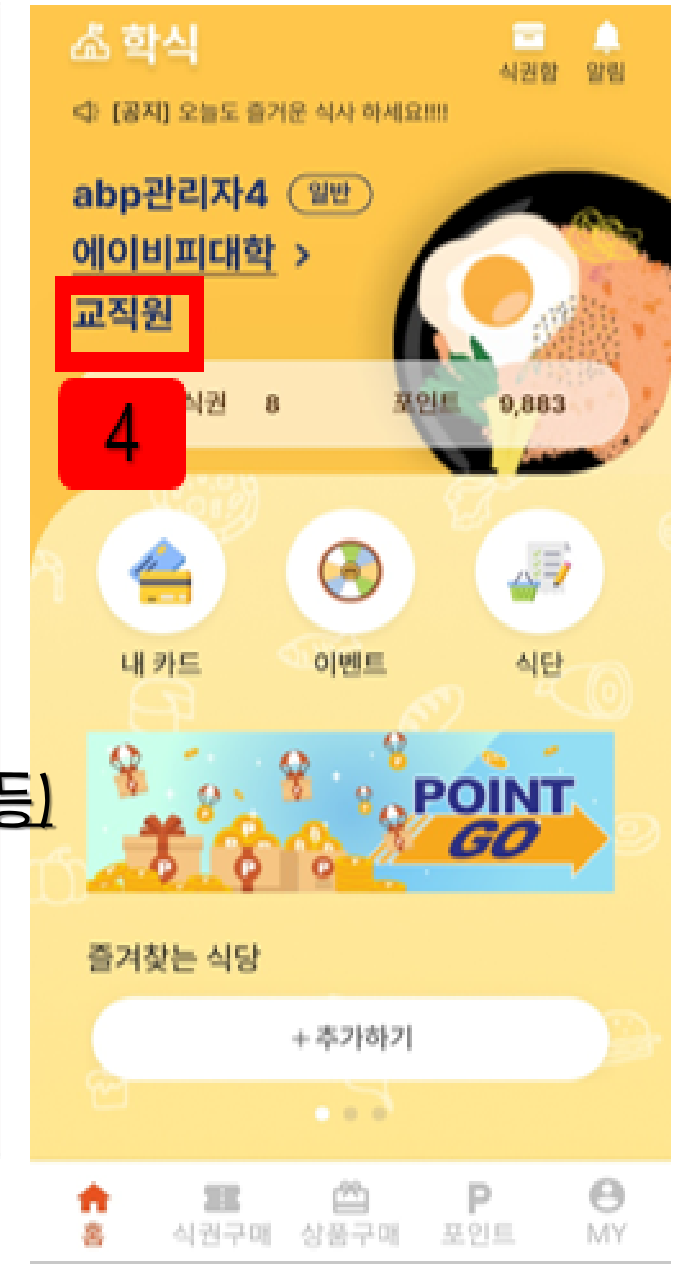 학식
식권함 알림
[공지] 오늘도 즐거운 식사 하세요!!!!
abp관리자4 일반
에이비피대학 >
교직원
4
식권 8 포인트 9,883
내 카드 이벤트 식단
등)
POINT
GO
즐겨찾는 식당
+ 추가하기
홈 식권구매 상품구매 포인트 MY